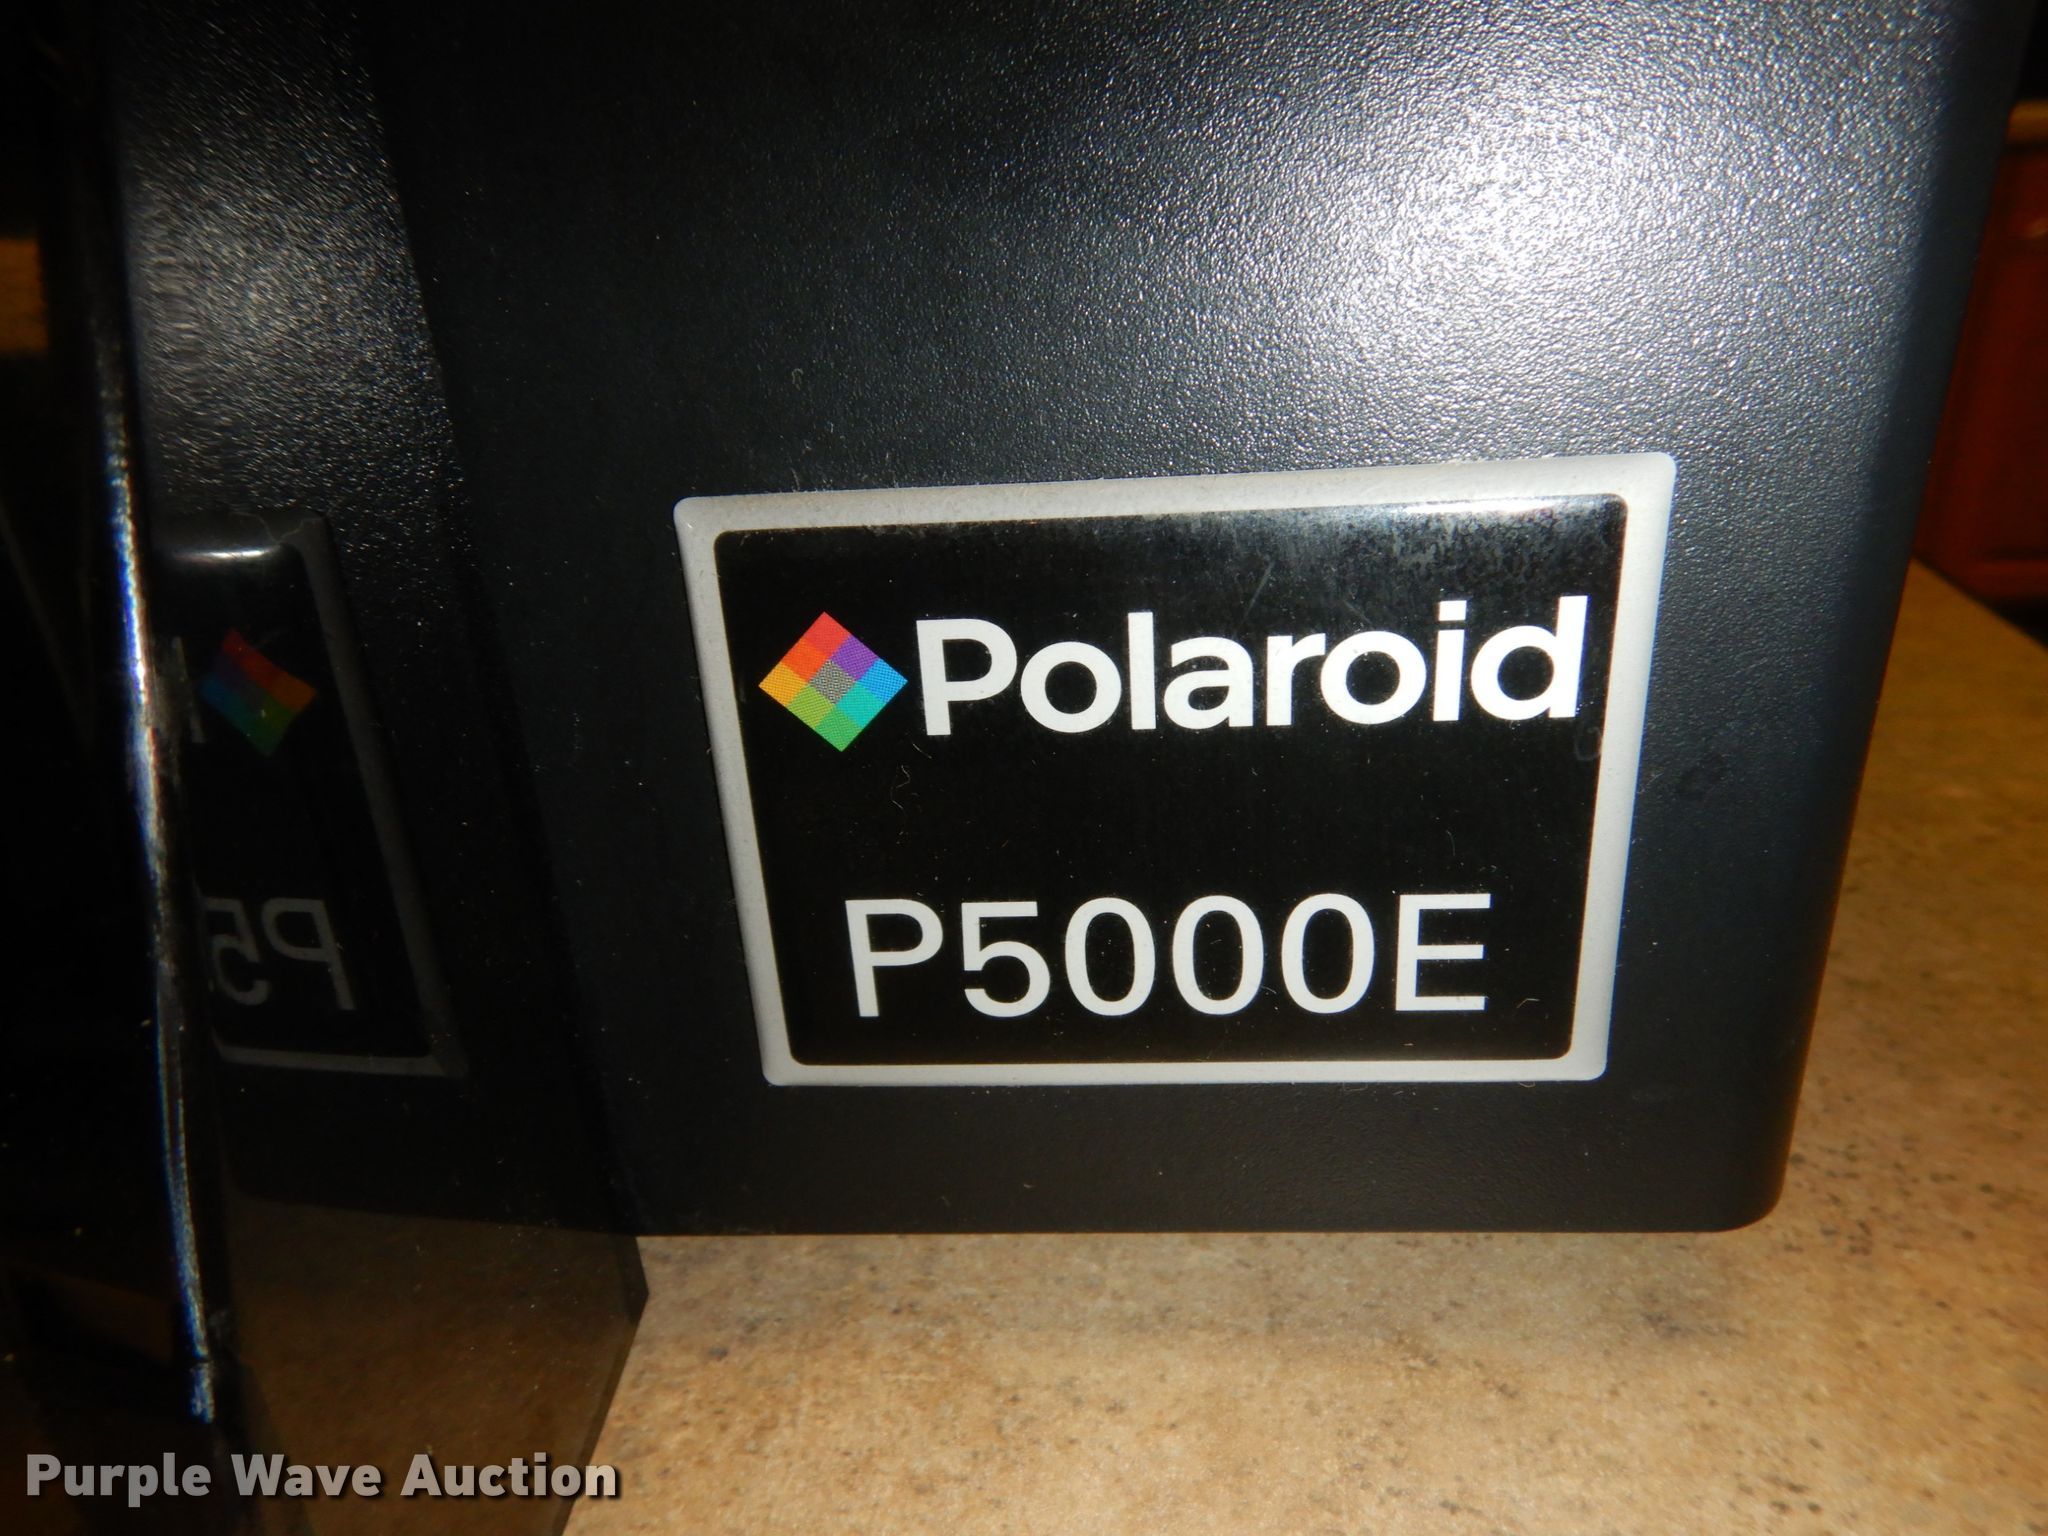 Polaroid
P5000E
P5
Purple Wave Auction